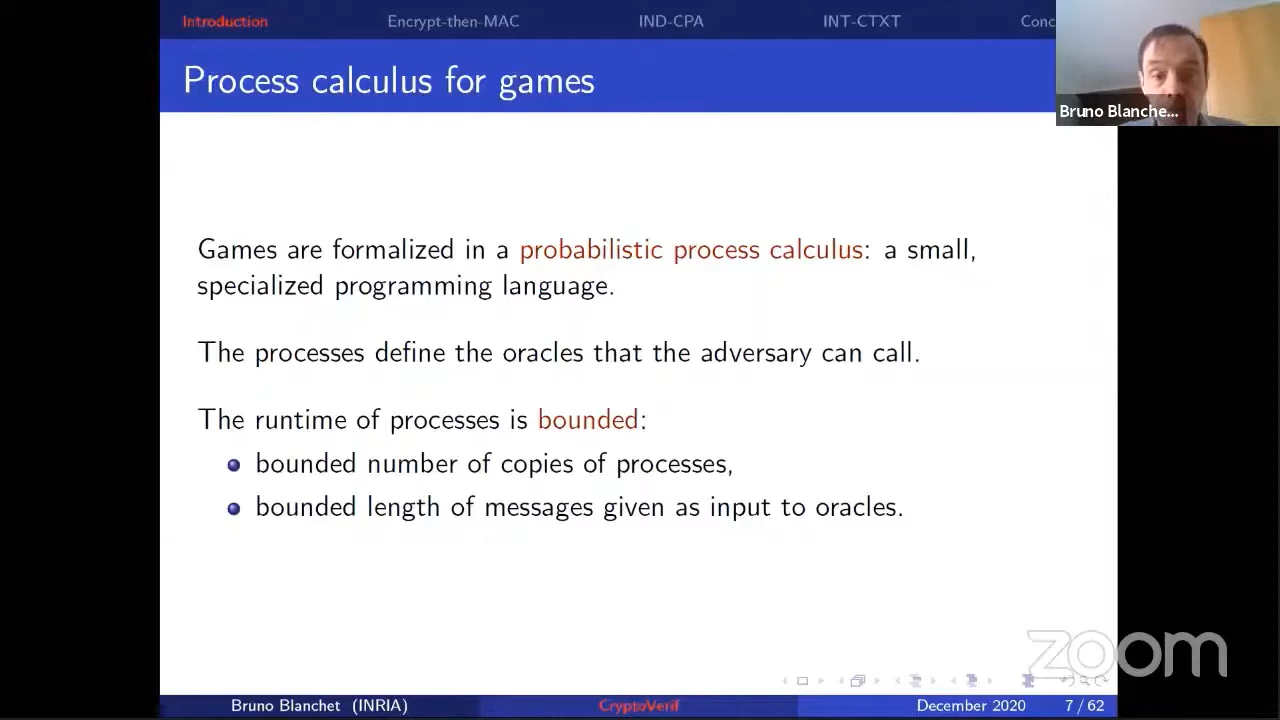 Introduction Encrypt-then-MAC IND-CPA INT-CTXT Conc
Process calculus for games
Bruno Blanche...
Games are formalized in a probabilistic process calculus: a small,
specialized programming language.
The processes define the oracles that the adversary can call.
The runtime of processes is bounded:
bounded number of copies of processes,
bounded length of messages given as input to oracles.
zoom
Bruno Blanchet (INRIA) CryptoVerif December 2020 7 / 62